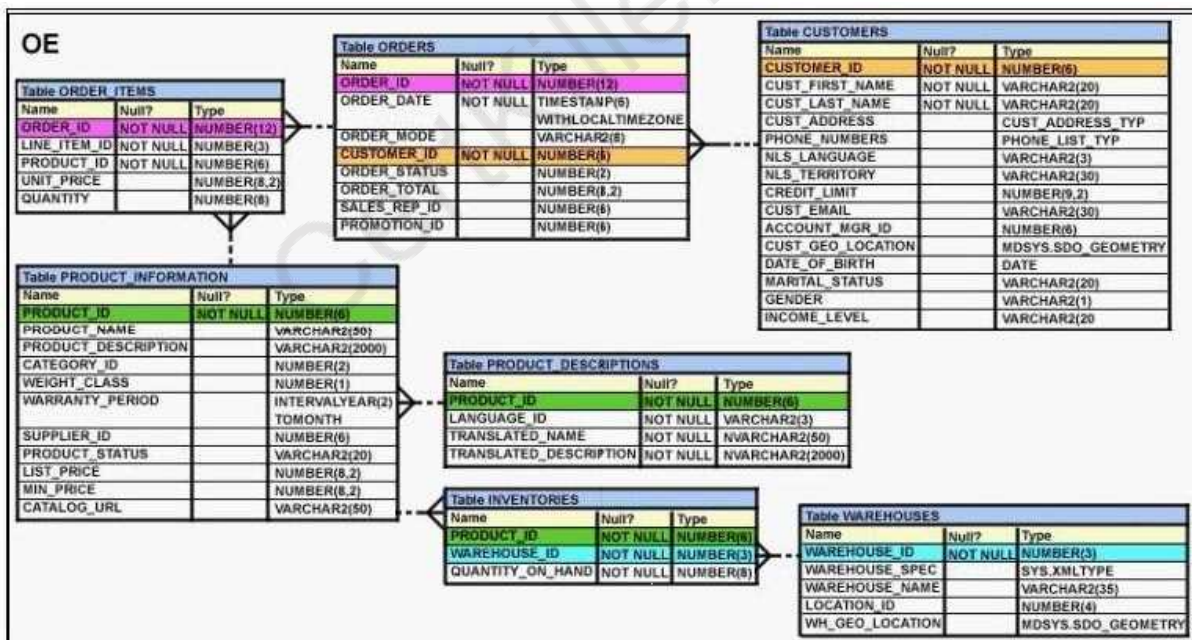 OE
Table ORDER_ITEMS
Name Null? Type
ORDER_ID NOT NULL NUMBER(12)
LINE_ITEM_ID NOT NULL NUMBER(3)
PRODUCT_ID NOT NULL NUMBER(6)
UNIT_PRICE NUMBER(8,2)
QUANTITY NUMBER(8)
Table ORDERS
Name Null? Type
ORDER_ID NOT NULL NUMBER(12)
ORDER_DATE NOT NULL TIMESTANP(6)
WITHLOCALTIMEZONE
ORDER_MODE VARCHAR2(8)
CUSTOMER_ID NOT NULL NUMBER(6)
ORDER_STATUS NUMBER(2)
ORDER_TOTAL NUMBER(8,2)
SALES_REP_ID NUMBER(6)
PROMOTION_ID NUMBER(6)
Table CUSTOMERS
Name Null? Type
CUSTOMER_ID NOT NULL NUMBER(6)
CUST_FIRST_NAME NOT NULL VARCHAR2(20)
CUST_LAST_NAME NOT NULL VARCHAR2(20)
CUST_ADDRESS CUST_ADDRESS_TYP
PHONE_NUMBERS PHONE_LIST_TYP
NLS_LANGUAGE VARCHAR2(3)
NLS_TERRITORY VARCHAR2(30)
CREDIT_LIMIT NUMBER(9,2)
CUST_EMAIL VARCHAR2(30)
ACCOUNT_MGR_ID NUMBER(6)
CUST_GEO_LOCATION MDSYS.SDO_GEOMETRY
DATE_OF_BIRTH DATE
MARITAL_STATUS VARCHAR2(20)
GENDER VARCHAR2(1)
INCOME_LEVEL VARCHAR2(20
Table PRODUCT_INFORMATION
Name Null? Type
PRODUCT_ID NOT NULL NUMBER(6)
PRODUCT_NAME VARCHAR2(50)
PRODUCT_DESCRIPTION VARCHAR2(2000)
CATEGORY_ID NUMBER(2)
WEIGHT_CLASS NUMBER(1)
WARRANTY_PERIOD INTERVALYEAR(2)
TOMONTH
SUPPLIER_ID NUMBER(6)
PRODUCT_STATUS VARCHAR2(20)
LIST_PRICE NUMBER(8,2)
MIN_PRICE NUMBER(8,2)
CATALOG_URL VARCHAR2(50)
Table PRODUCT_DESCRIPTIONS
Name Null? Type
PRODUCT_ID NOT NULL NUMBER(6)
LANGUAGE_ID NOT NULL VARCHAR2(3)
TRANSLATED_NAME NOT NULL NVARCHAR2(50)
TRANSLATED_DESCRIPTION NOT NULL NVARCHAR2(2000)
Table INVENTORIES
Name Null? Type
PRODUCT_ID NOT NULL NUMBER(6)
WAREHOUSE_ID NOT NULL NUMBER(3)
QUANTITY_ON_HAND NOT NULL NUMBER(8)
Table WAREHOUSES
Name Null? Type
WAREHOUSE_ID NOT NULL NUMBER(3)
WAREHOUSE_SPEC SYS.XMLTYPE
WAREHOUSE_NAME VARCHAR2(35)
LOCATION_ID NUMBER(4)
WH_GEO_LOCATION MDSYS.SDO_GEOMETRY